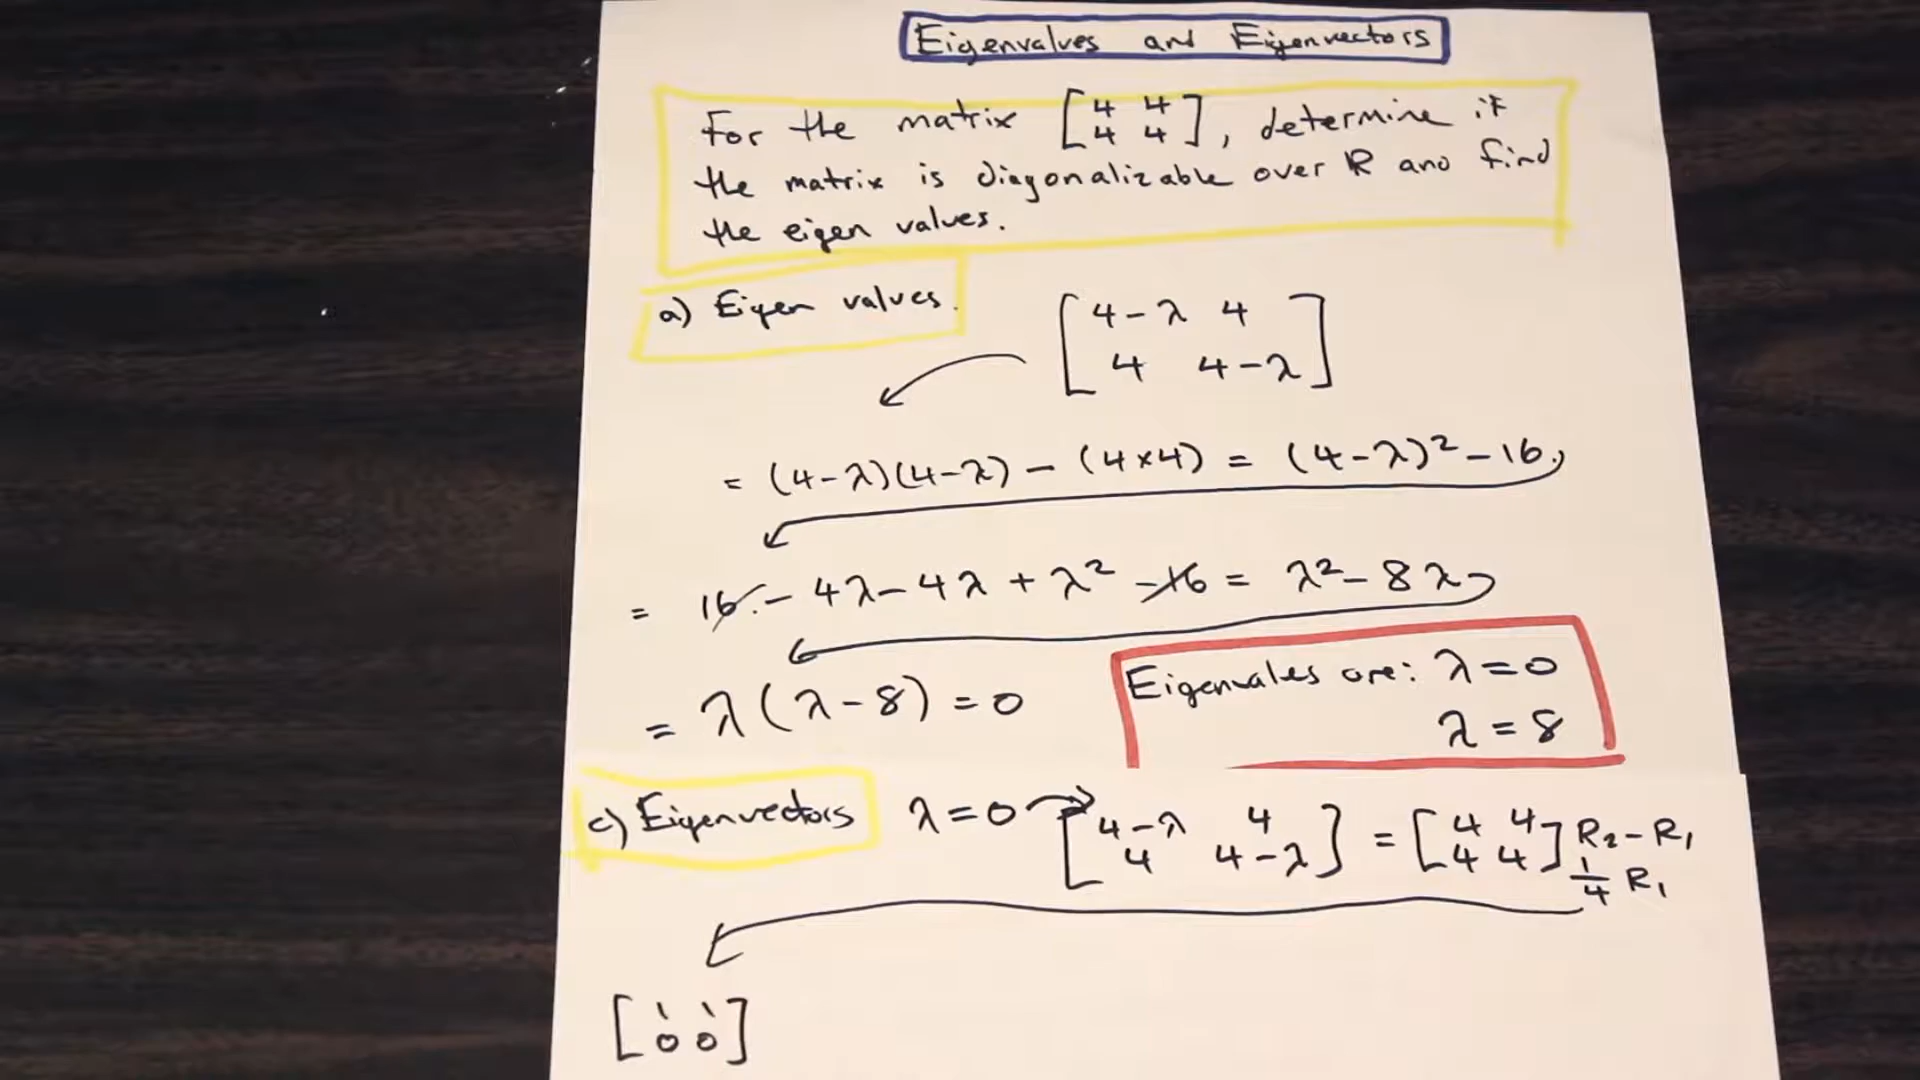 Eigenvalves and Eigenvectors
For the matrix [4 4; 4 4], determine if
the matrix is diagonalizable over R and find
the eigen values.
a) Eigen values.
[4-λ 4
4 4-λ]
= (4-λ)(4-λ) - (4×4) = (4-λ)² - 16
= 16 - 4λ - 4λ + λ² - 16 = λ² - 8λ
= λ(λ-8) = 0
Eigenvales are: λ=0
λ=8
c) Eigenvectors λ=0 [4-λ 4; 4 4-λ] = [4 4; 4 4] R₂-R₁
1/4 R₁
[1 1
0 0]